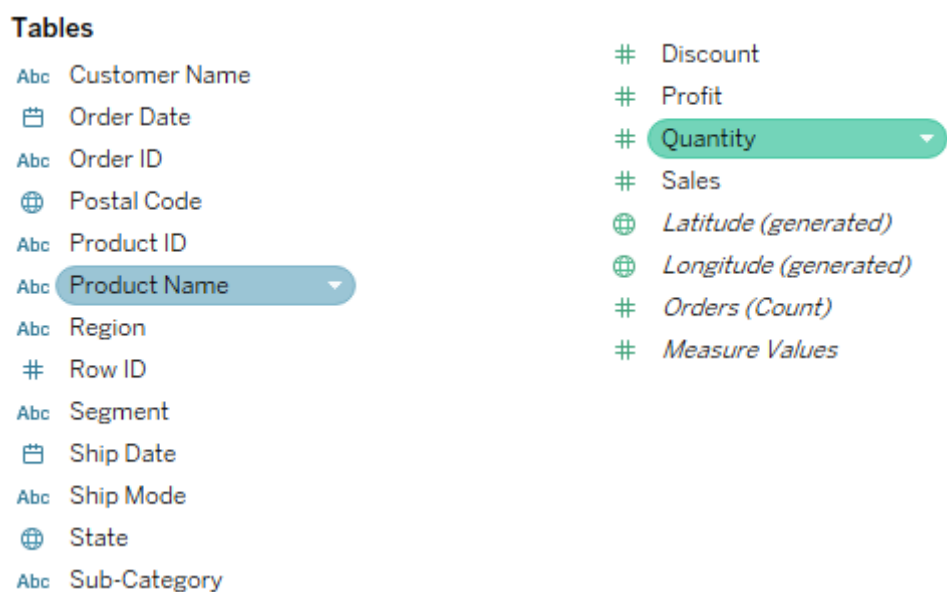 Tables
Abc Customer Name
Order Date
Abc Order ID
Postal Code
Abc Product ID
Abc Product Name
Abc Region
# Row ID
Abc Segment
Ship Date
Abc Ship Mode
State
Abc Sub-Category
# Discount
# Profit
# Quantity
# Sales
Latitude (generated)
Longitude (generated)
# Orders (Count)
# Measure Values